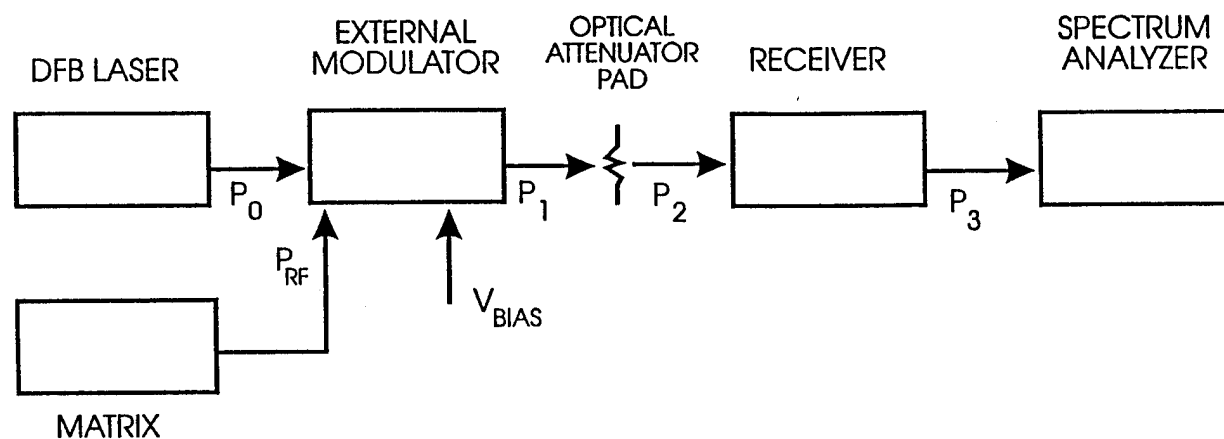 DFB LASER
EXTERNAL
MODULATOR
OPTICAL
ATTENUATOR
PAD
RECEIVER
SPECTRUM
ANALYZER
P0
P1
P2
P3
PRF
VBIAS
MATRIX